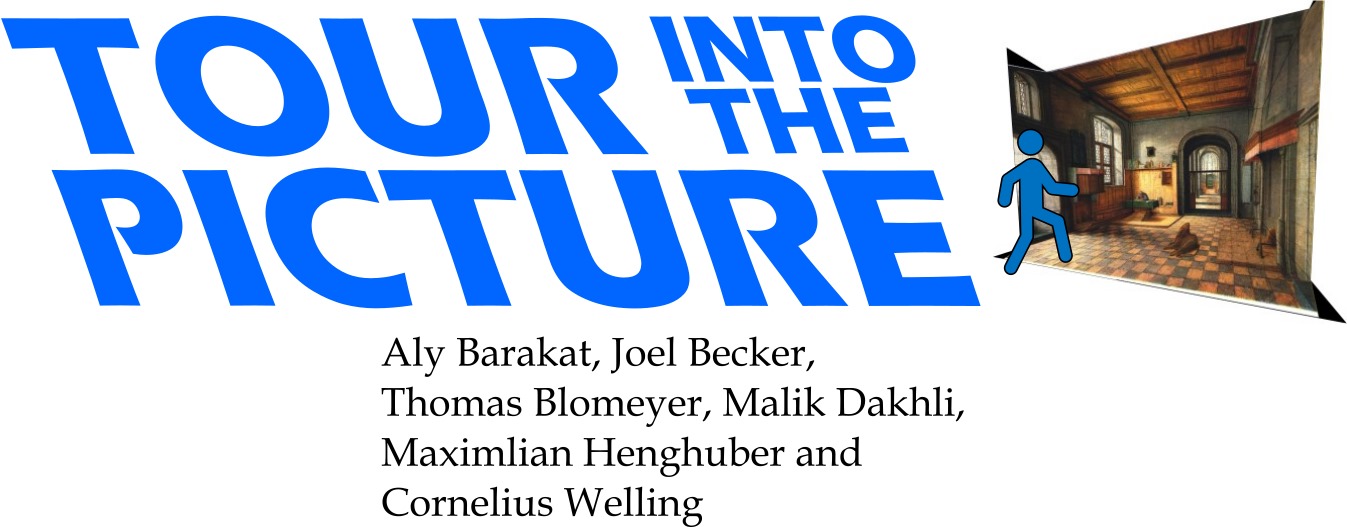 TOUR INTO
THE
PICTURE
Aly Barakat, Joel Becker,
Thomas Blomeyer, Malik Dakhli,
Maximlian Henghuber and
Cornelius Welling